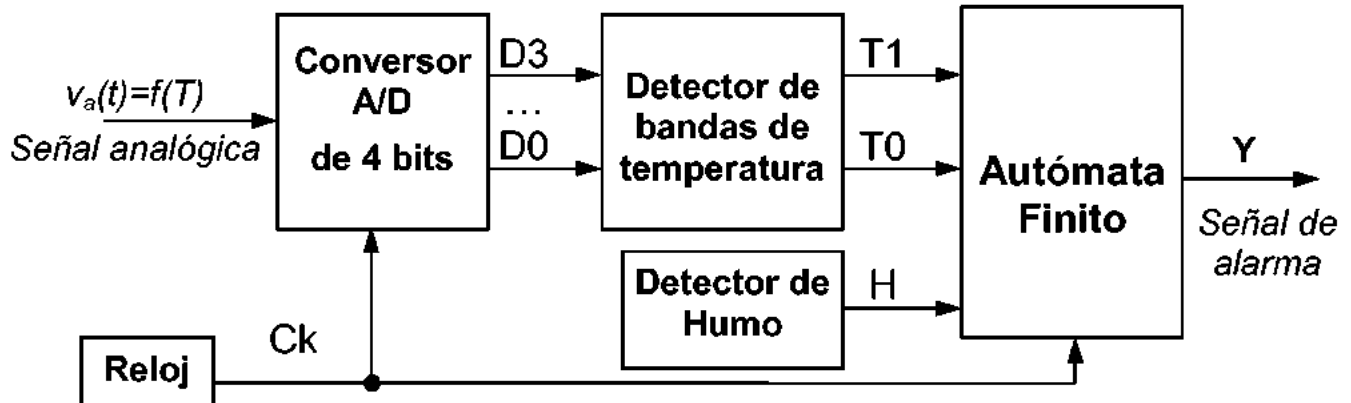 vₐ(t)=f(T)
Señal analógica
Conversor
A/D
de 4 bits
D3
...
D0
Detector de
bandas de
temperatura
T1
T0
Autómata
Finito
Y
Señal de
alarma
Detector de
Humo
H
Ck
Reloj